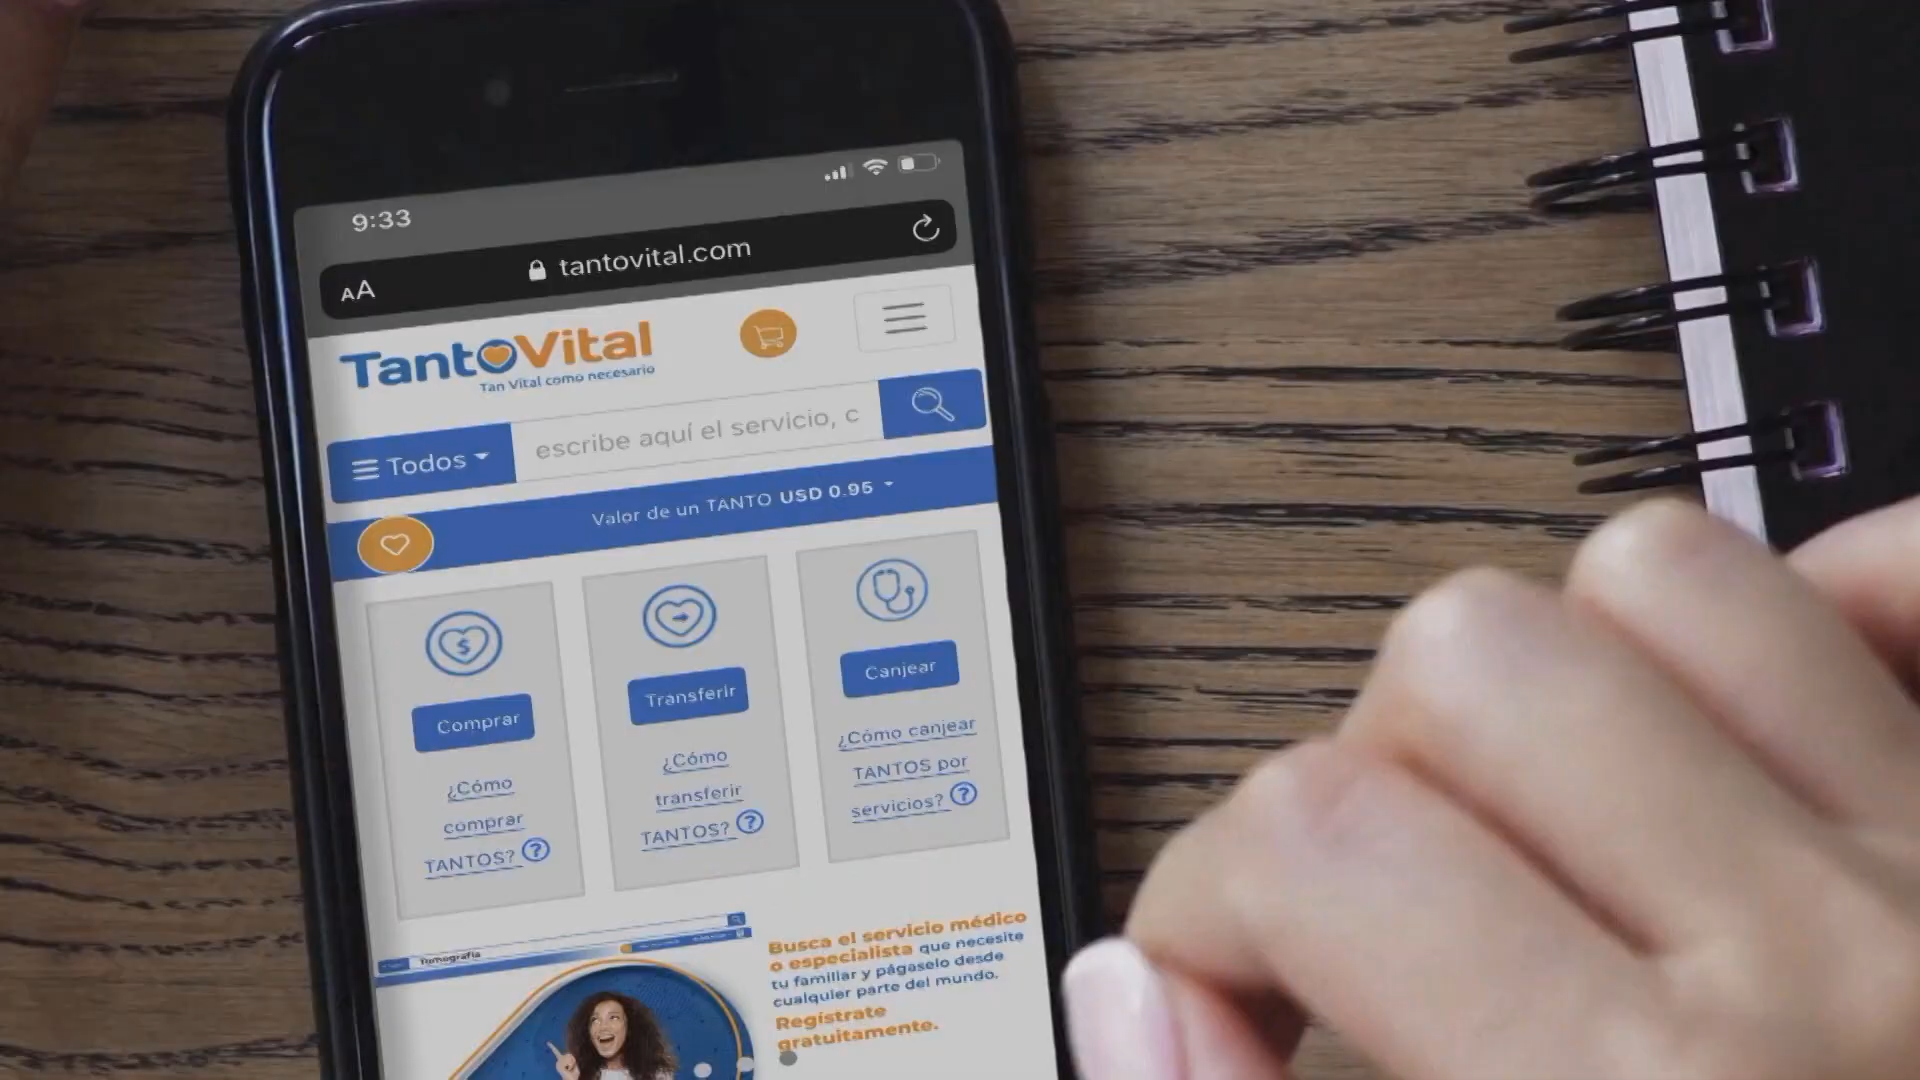 9:33
AA
tantovital.com
TantoVital
Tan Vital como necesario
Todos
escribe aquí el servicio, c
Valor de un TANTO USD 0.95
Comprar
¿Cómo
comprar
TANTOS?
Transferir
¿Cómo
transferir
TANTOS?
Canjear
¿Cómo canjear
TANTOS por
servicios?
Tomografía
Busca el servicio médico
o especialista que necesite
tu familiar y págaselo desde
cualquier parte del mundo.
Regístrate
gratuitamente.